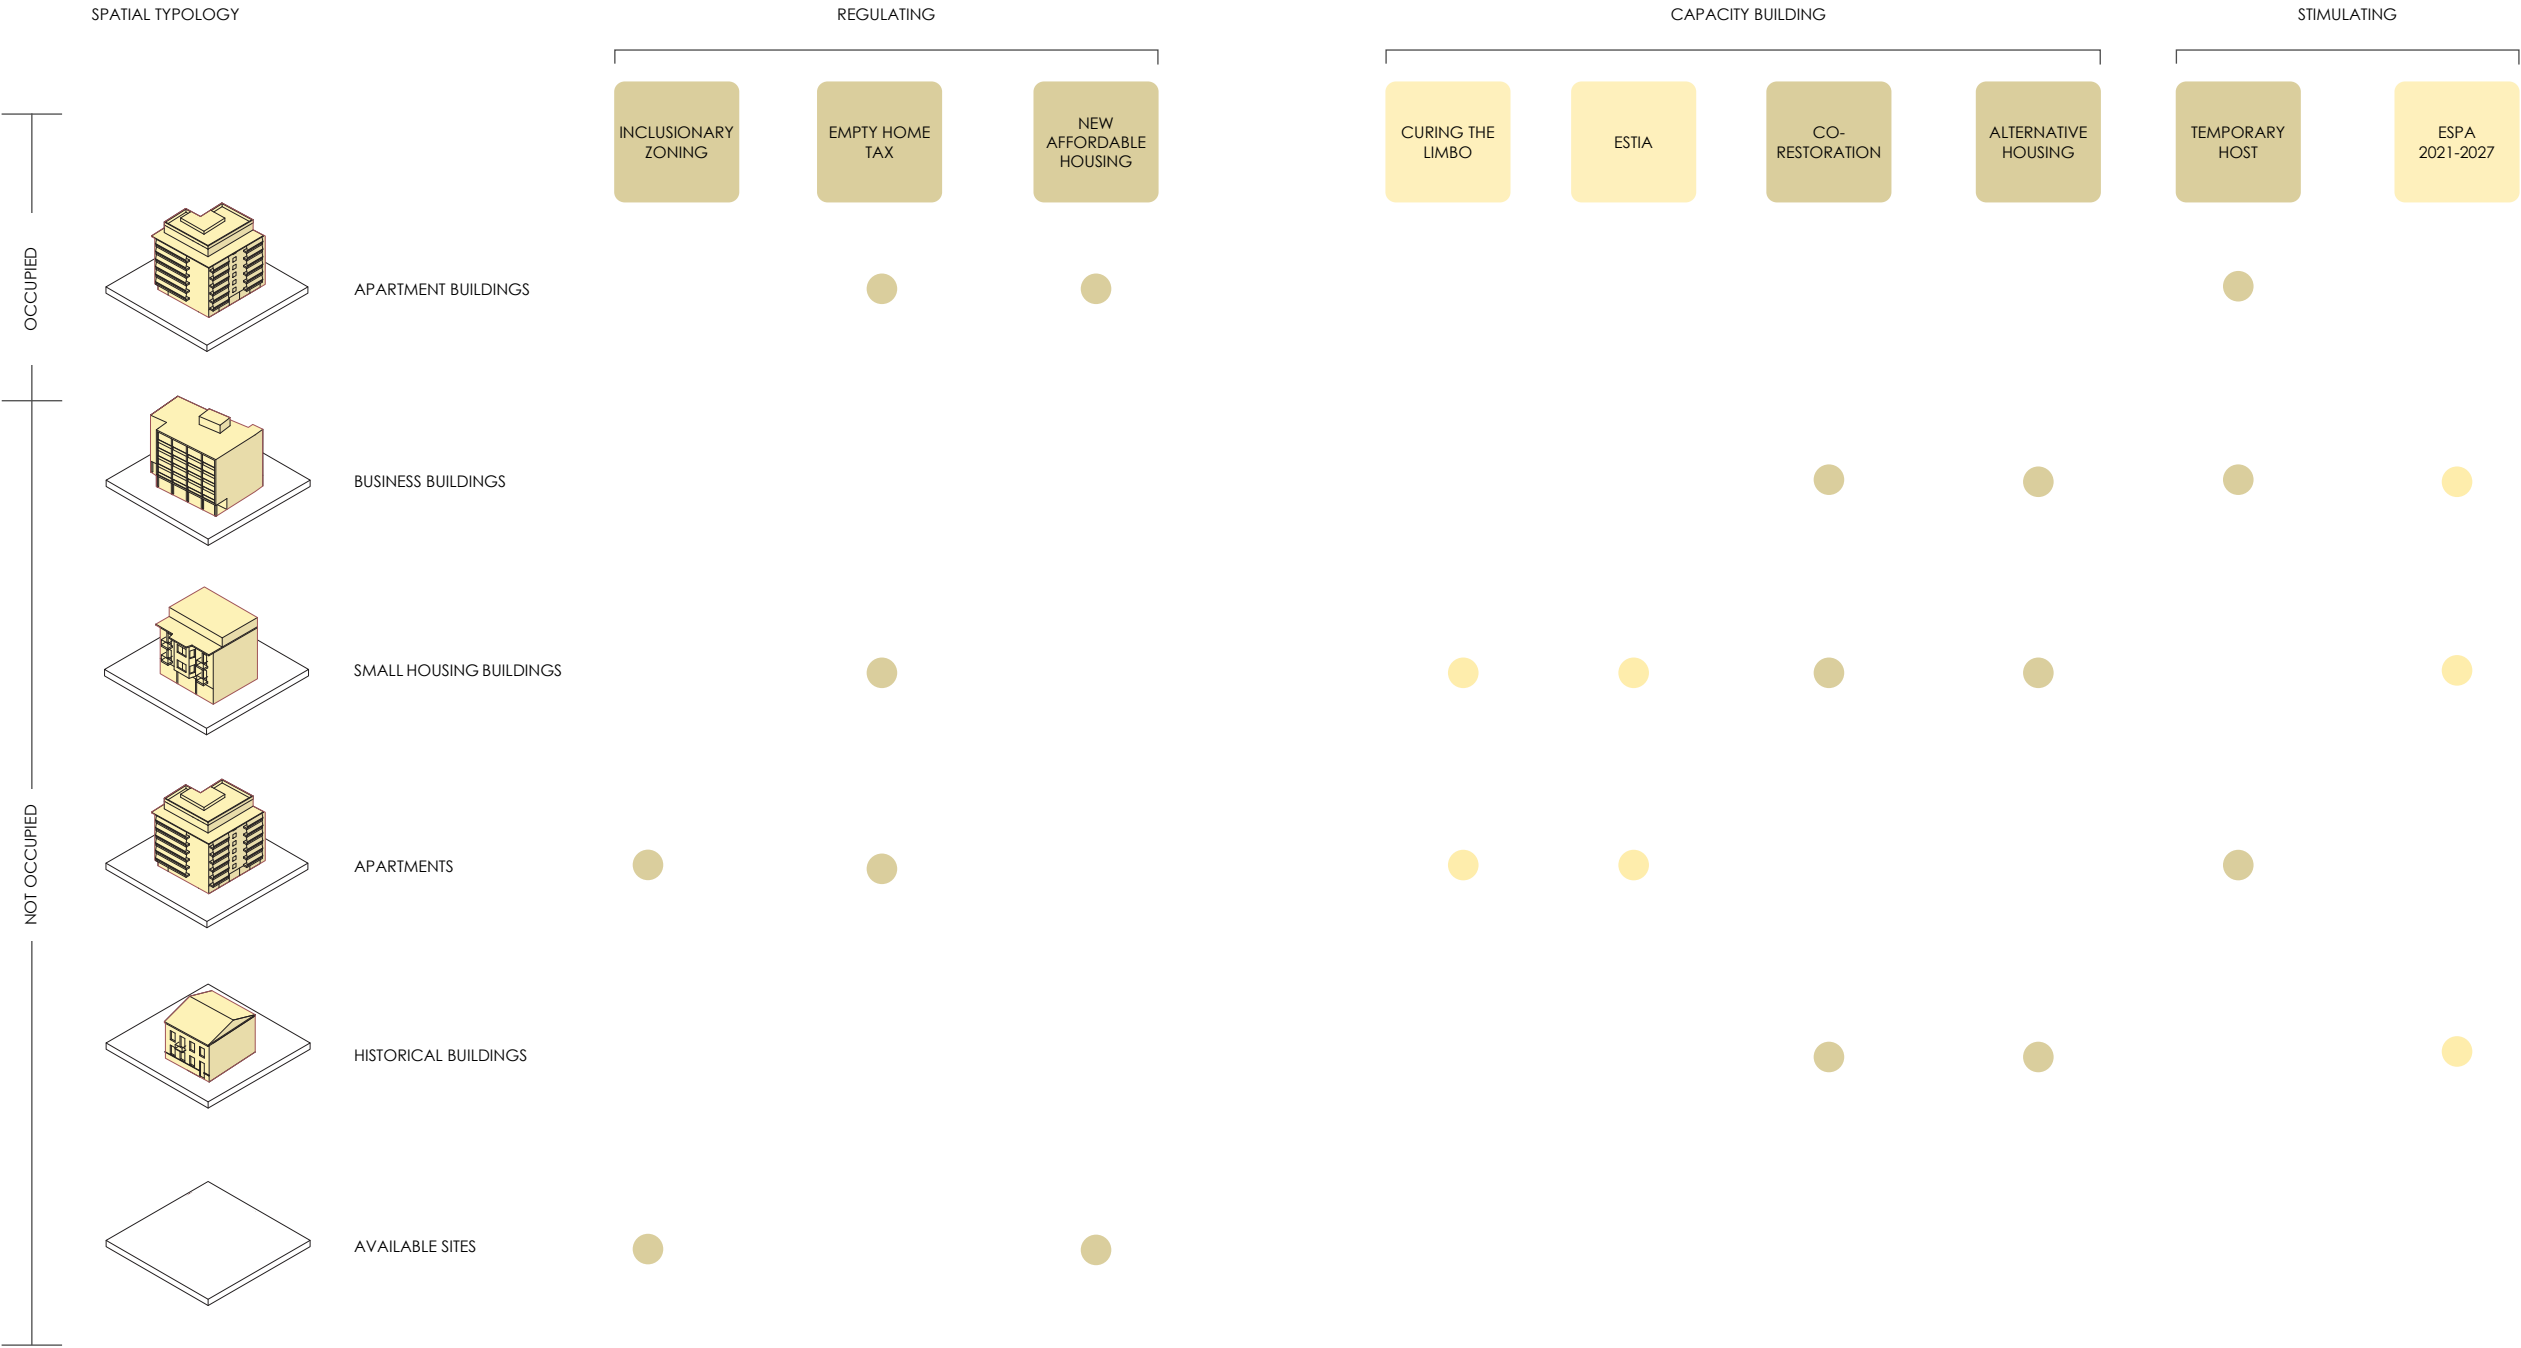 SPATIAL TYPOLOGY
REGULATING
CAPACITY BUILDING
STIMULATING
INCLUSIONARY
ZONING
EMPTY HOME
TAX
NEW
AFFORDABLE
HOUSING
CURING THE
LIMBO
ESTIA
CO-
RESTORATION
ALTERNATIVE
HOUSING
TEMPORARY
HOST
ESPA
2021-2027
OCCUPIED
APARTMENT BUILDINGS
NOT OCCUPIED
BUSINESS BUILDINGS
SMALL HOUSING BUILDINGS
APARTMENTS
HISTORICAL BUILDINGS
AVAILABLE SITES